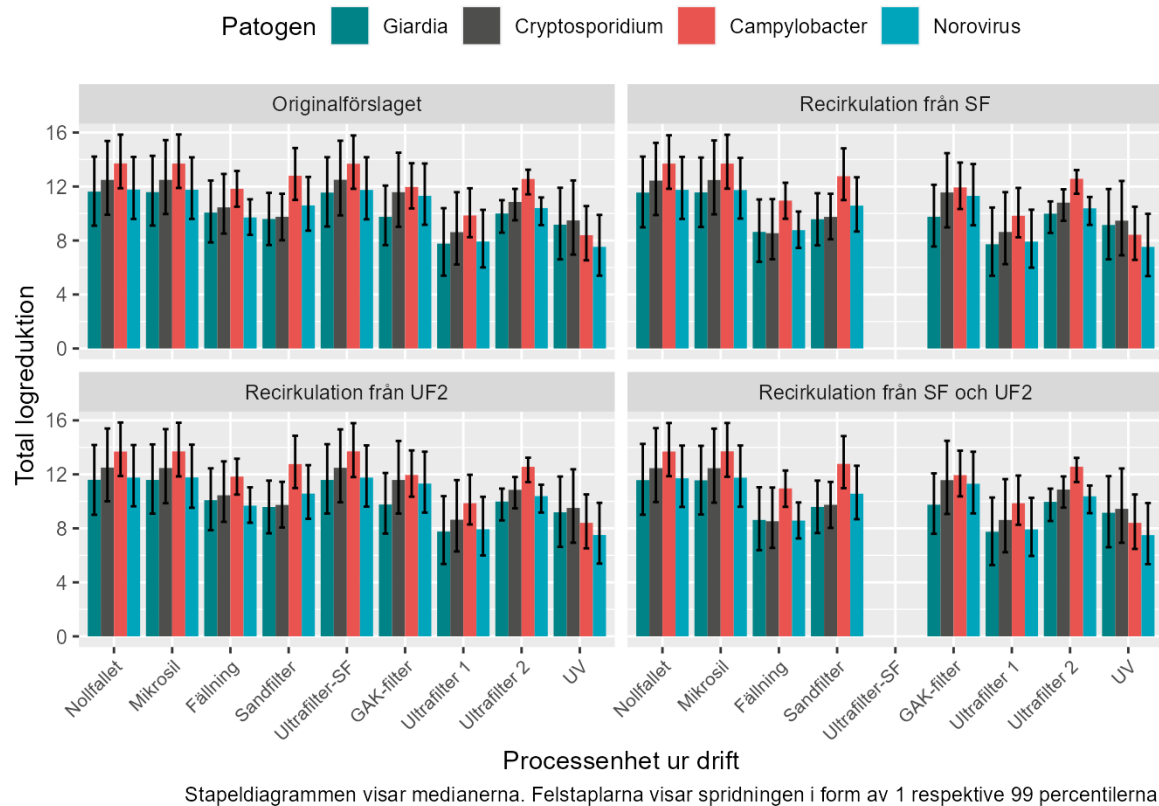 Patogen Giardia Cryptosporidium Campylobacter Norovirus
Originalförslaget Recirkulation från SF
16
12
8
4
0
Recirkulation från UF2 Recirkulation från SF och UF2
16
12
8
4
0
Total logreduktion
Nollfallet Mikrosil Fällning Sandfilter Ultrafilter-SF GAK-filter Ultrafilter 1 Ultrafilter 2 UV Nollfallet Mikrosil Fällning Sandfilter Ultrafilter-SF GAK-filter Ultrafilter 1 Ultrafilter 2 UV
Processenhet ur drift
Stapeldiagrammen visar medianerna. Felstaplarna visar spridningen i form av 1 respektive 99 percentilerna